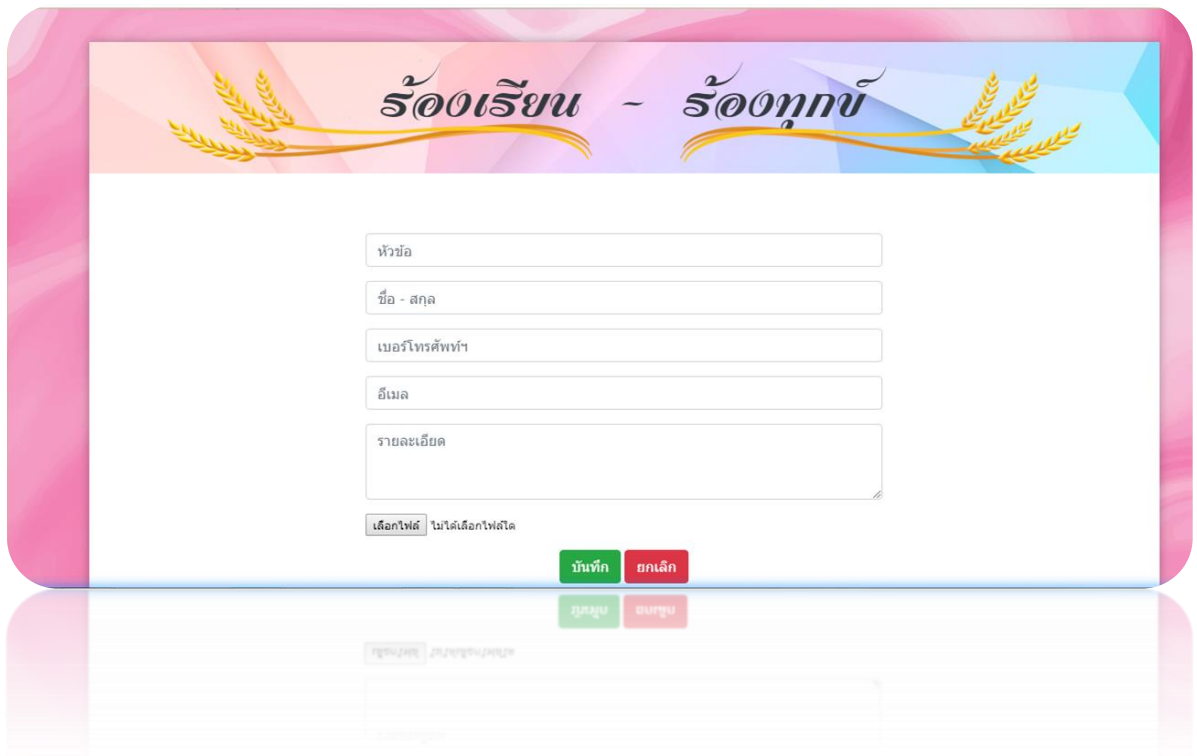 ร้องเรียน - ร้องทุกข์
หัวข้อ
ชื่อ - สกุล
เบอร์โทรศัพท์ฯ
อีเมล
รายละเอียด
เลือกไฟล์ ไม่ได้เลือกไฟล์ใด
บันทึก ยกเลิก